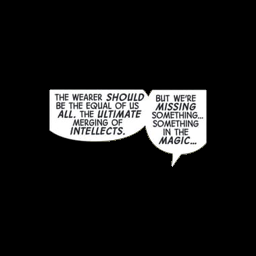 THE WEARER SHOULD
BE THE EQUAL OF US
ALL. THE ULTIMATE
MERGING OF
INTELLECTS.
BUT WE'RE
MISSING
SOMETHING...
SOMETHING
IN THE
MAGIC...